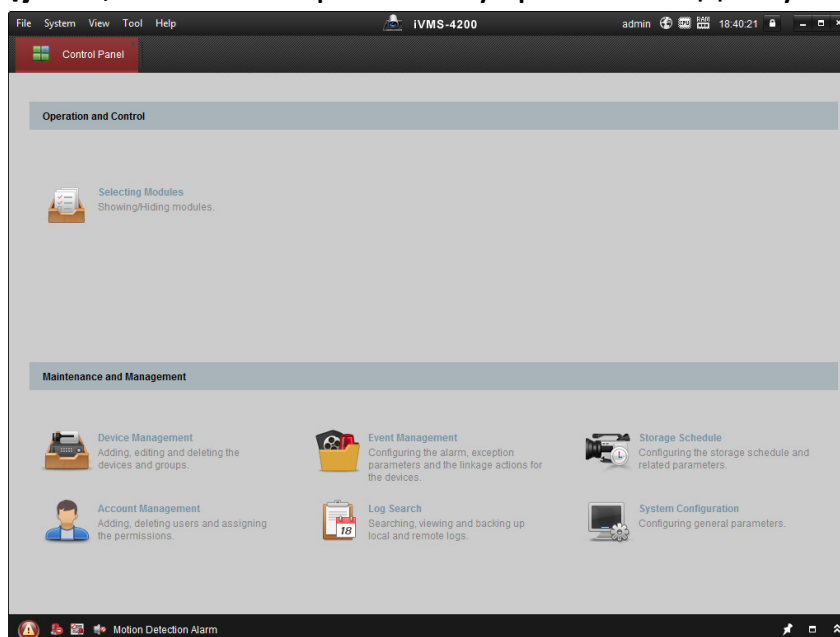 File System View Tool Help
iVMS-4200
admin CPU RAM 18:40:21
Control Panel
Operation and Control
Selecting Modules
Showing/Hiding modules.
Maintenance and Management
Device Management
Adding, editing and deleting the
devices and groups.
Event Management
Configuring the alarm, exception
parameters and the linkage actions for
the devices.
Storage Schedule
Configuring the storage schedule and
related parameters.
Account Management
Adding, deleting users and assigning
the permissions.
18
Log Search
Searching, viewing and backing up
local and remote logs.
System Configuration
Configuring general parameters.
Motion Detection Alarm